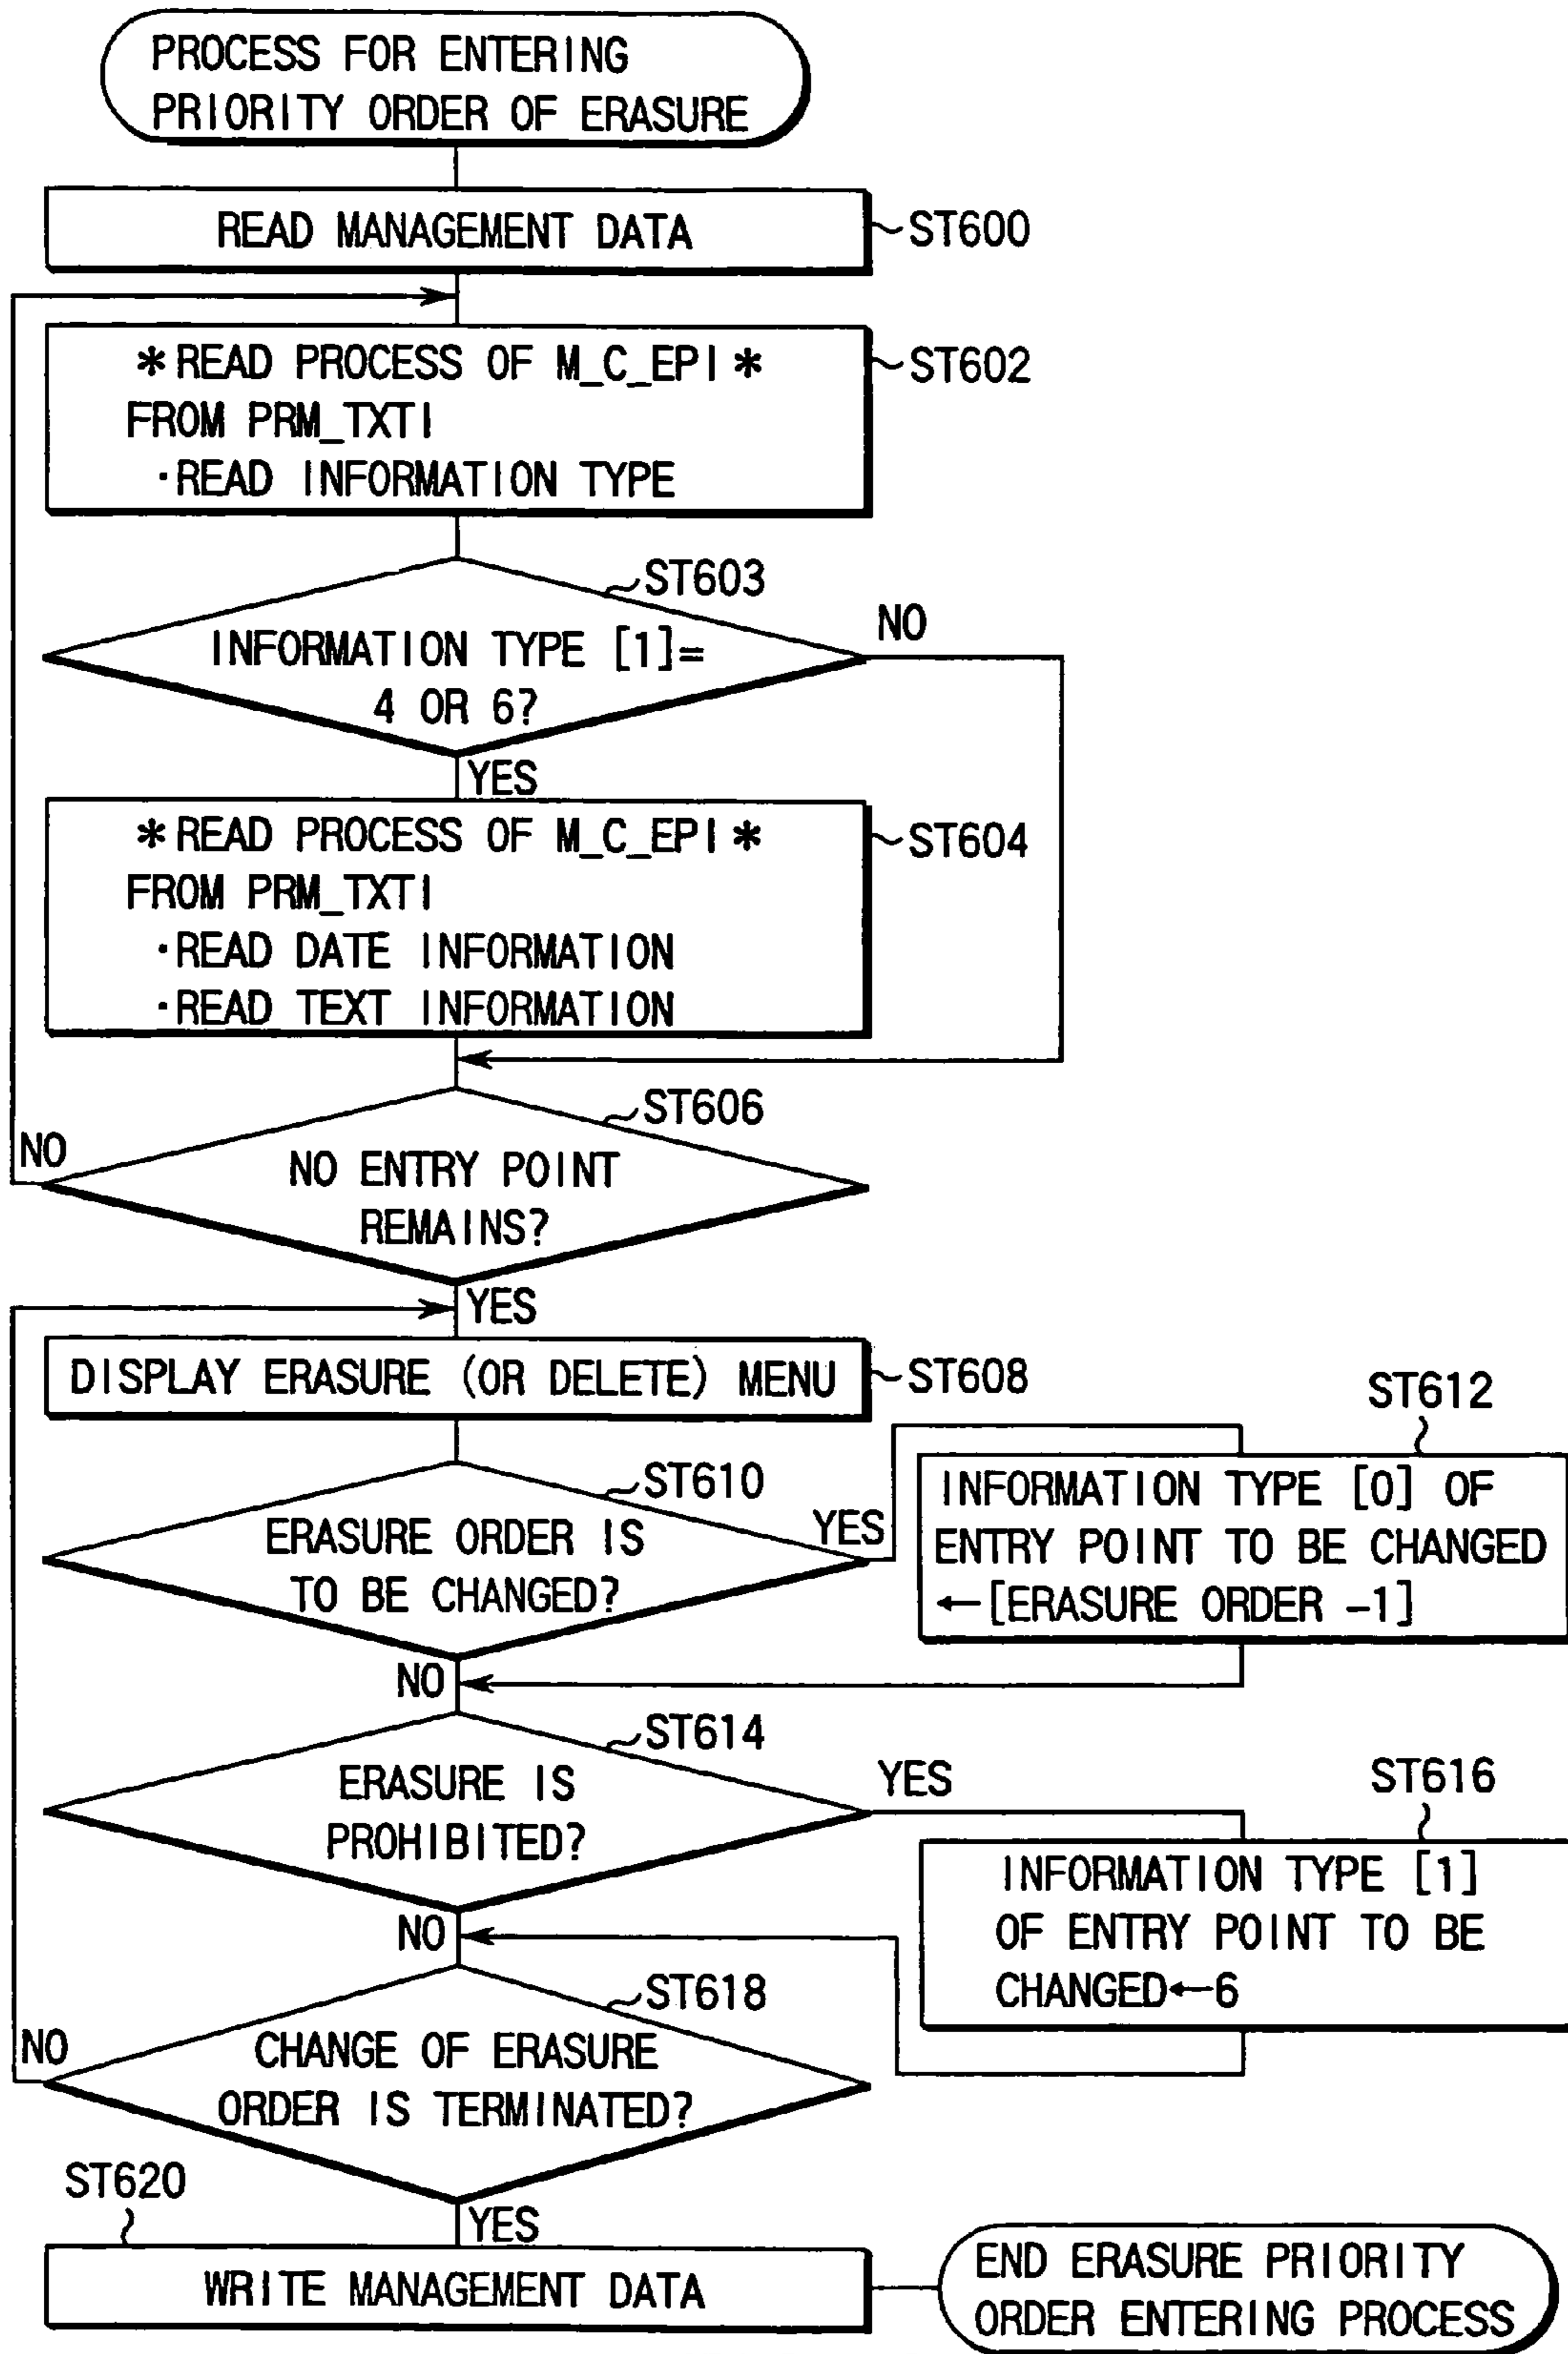 PROCESS FOR ENTERING
PRIORITY ORDER OF ERASURE
READ MANAGEMENT DATA
ST600
*READ PROCESS OF M_C_EPI*
FROM PRM_TXTI
·READ INFORMATION TYPE
ST602
ST603
INFORMATION TYPE [1]=
4 OR 6?
NO
YES
*READ PROCESS OF M_C_EPI*
FROM PRM_TXTI
·READ DATE INFORMATION
·READ TEXT INFORMATION
ST604
ST606
NO ENTRY POINT
REMAINS?
NO
YES
DISPLAY ERASURE (OR DELETE) MENU
ST608
ST610
ERASURE ORDER IS
TO BE CHANGED?
YES
ST612
INFORMATION TYPE [0] OF
ENTRY POINT TO BE CHANGED
←[ERASURE ORDER -1]
NO
ST614
ERASURE IS
PROHIBITED?
YES
ST616
INFORMATION TYPE [1]
OF ENTRY POINT TO BE
CHANGED←6
NO
ST618
CHANGE OF ERASURE
ORDER IS TERMINATED?
NO
YES
ST620
WRITE MANAGEMENT DATA
END ERASURE PRIORITY
ORDER ENTERING PROCESS